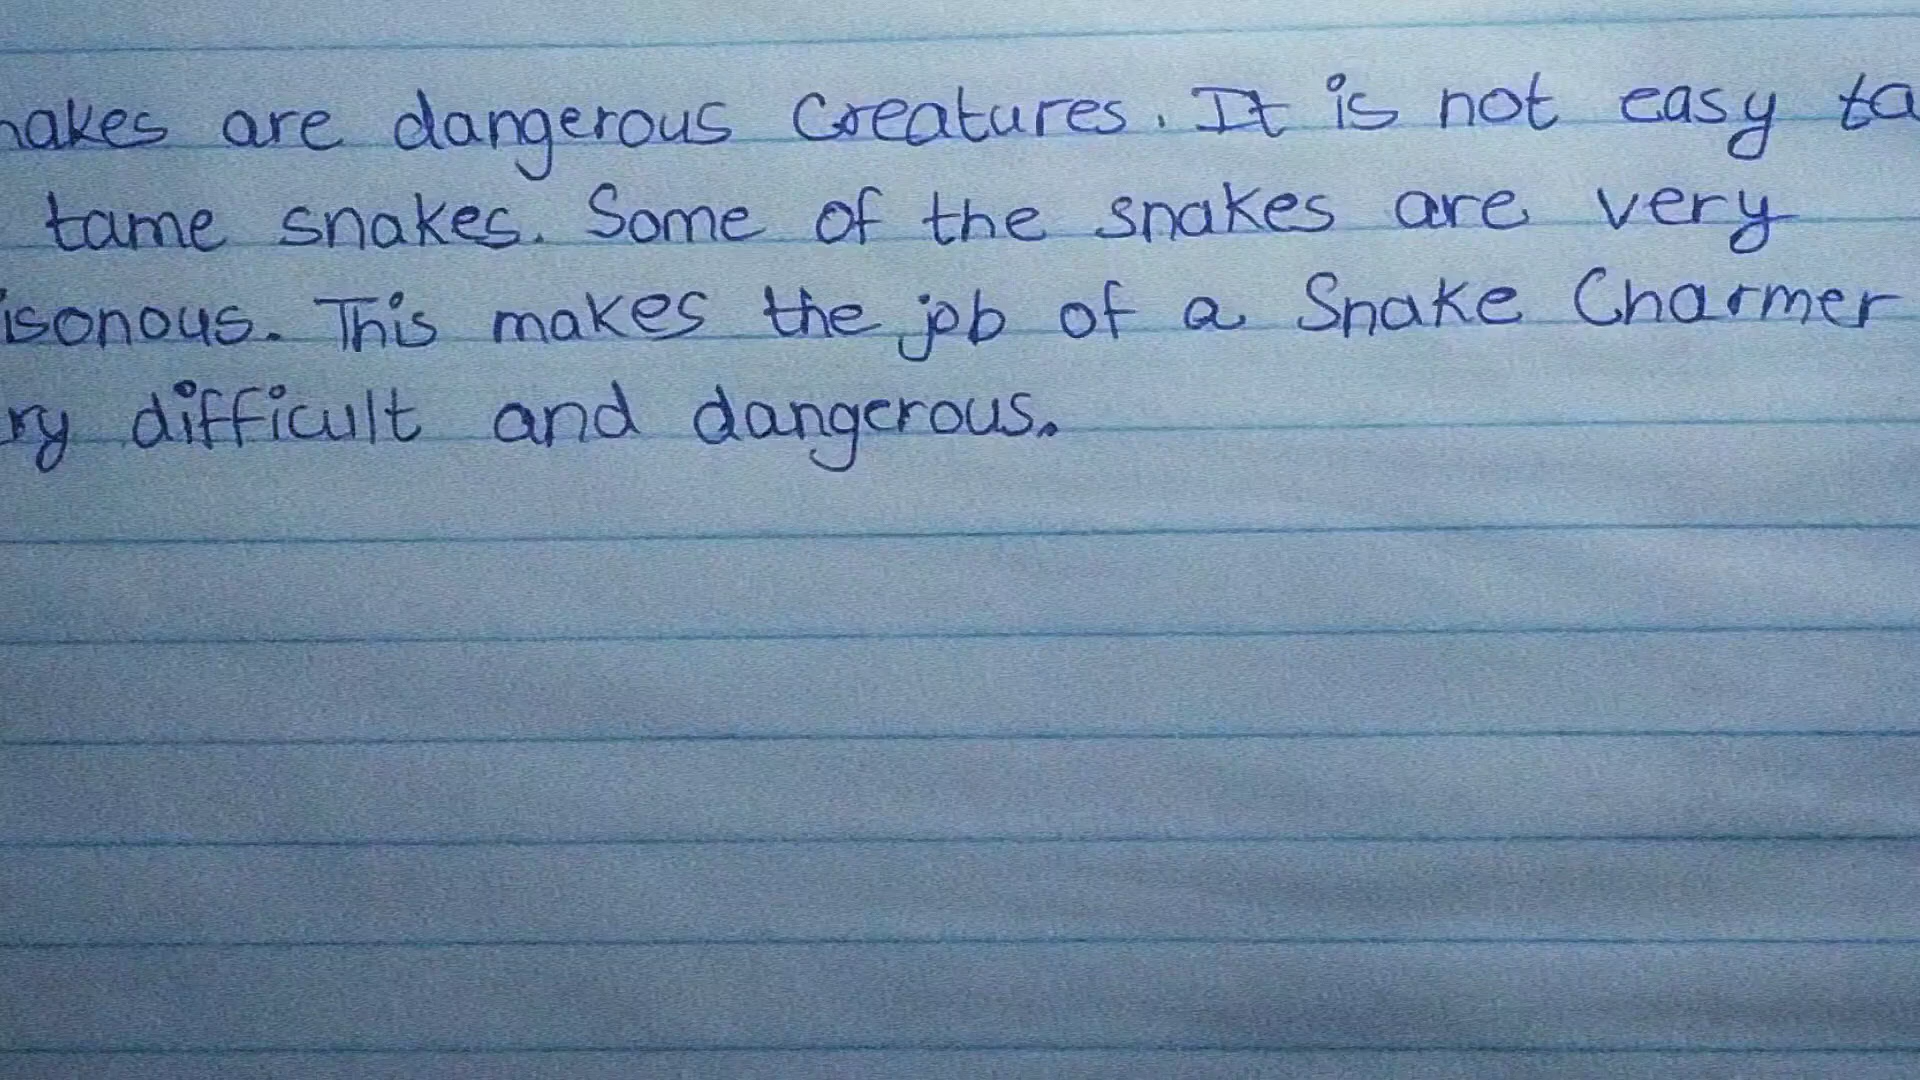 nakes are dangerous Creatures. It is not easy ta
tame snakes. Some of the snakes are very
isonous. This makes the job of a Snake Charmer
ry difficult and dangerous.